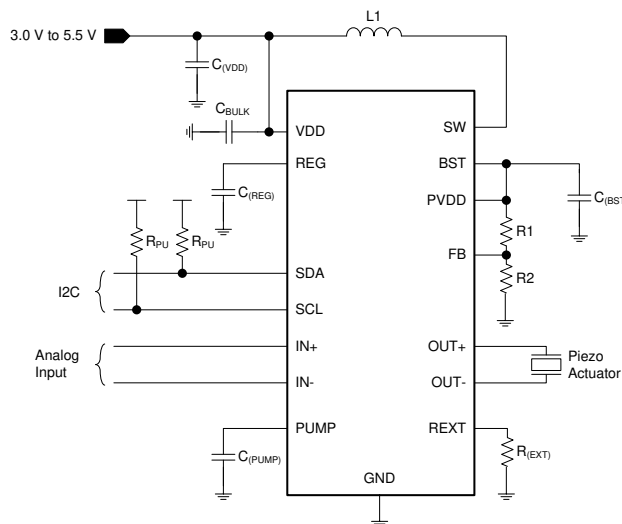 L1
3.0 V to 5.5 V
C(VDD)
CBULK
VDD
SW
REG
BST
C(REG)
PVDD
C(BST
RPU
RPU
R1
FB
R2
SDA
I2C
SCL
Analog
Input
IN+
IN-
OUT+
OUT-
Piezo
Actuator
PUMP
REXT
C(PUMP)
R(EXT)
GND